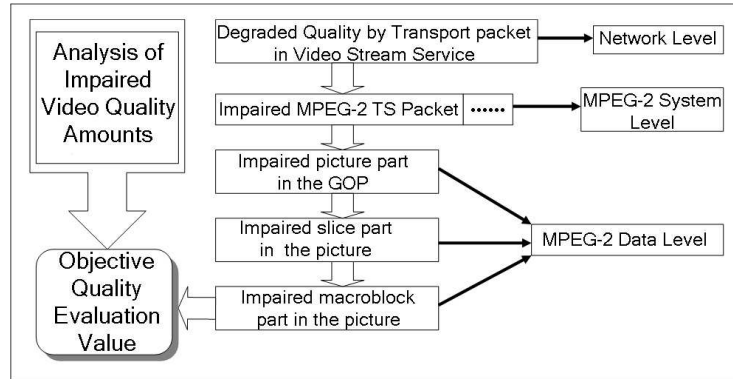 Analysis of
Impaired
Video Quality
Amounts
Objective
Quality
Evaluation
Value
Degraded Quality by Transport packet
in Video Stream Service
Impaired MPEG-2 TS Packet
......
Impaired picture part
in the GOP
Impaired slice part
in the picture
Impaired macroblock
part in the picture
Network Level
MPEG-2 System
Level
MPEG-2 Data Level